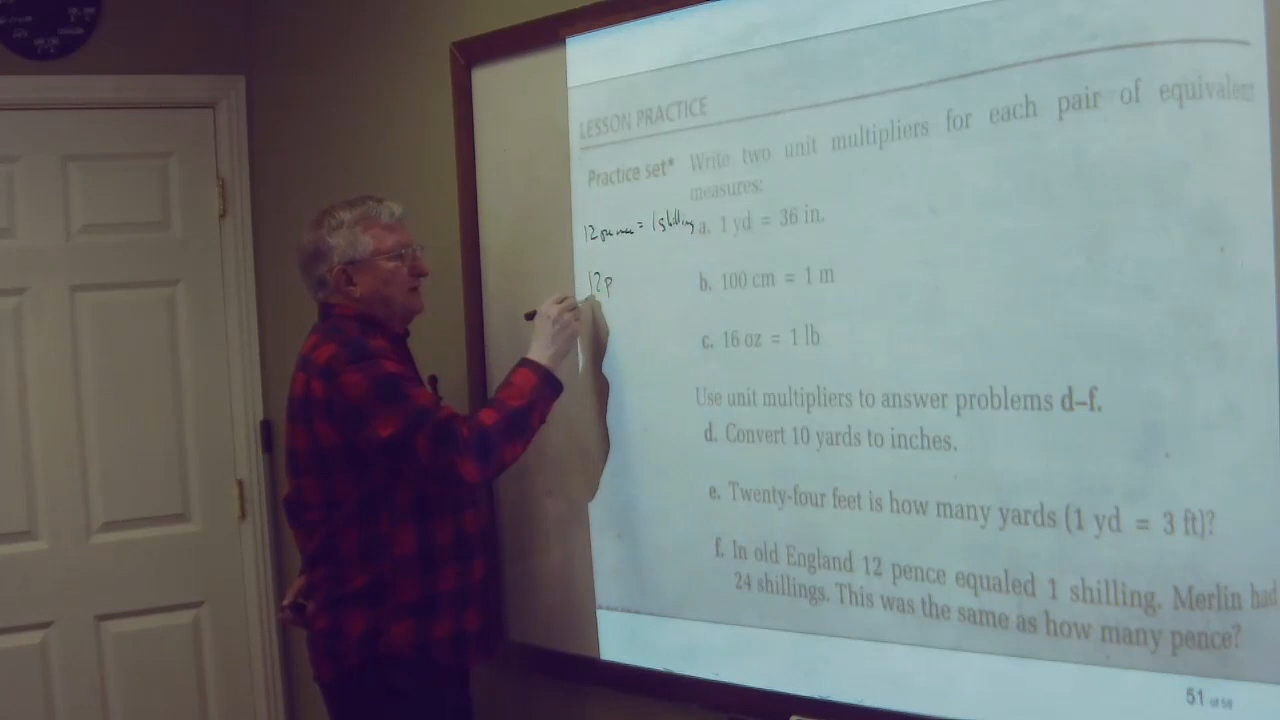 LESSON PRACTICE
Practice set* Write two unit multipliers for each pair of equivalent
measures:
12 pence = 1 shilling
a. 1 yd = 36 in.
12p
b. 100 cm = 1 m
c. 16 oz = 1 lb
Use unit multipliers to answer problems d–f.
d. Convert 10 yards to inches.
e. Twenty-four feet is how many yards (1 yd = 3 ft)?
f. In old England 12 pence equaled 1 shilling. Merlin had
24 shillings. This was the same as how many pence?
51 of 58